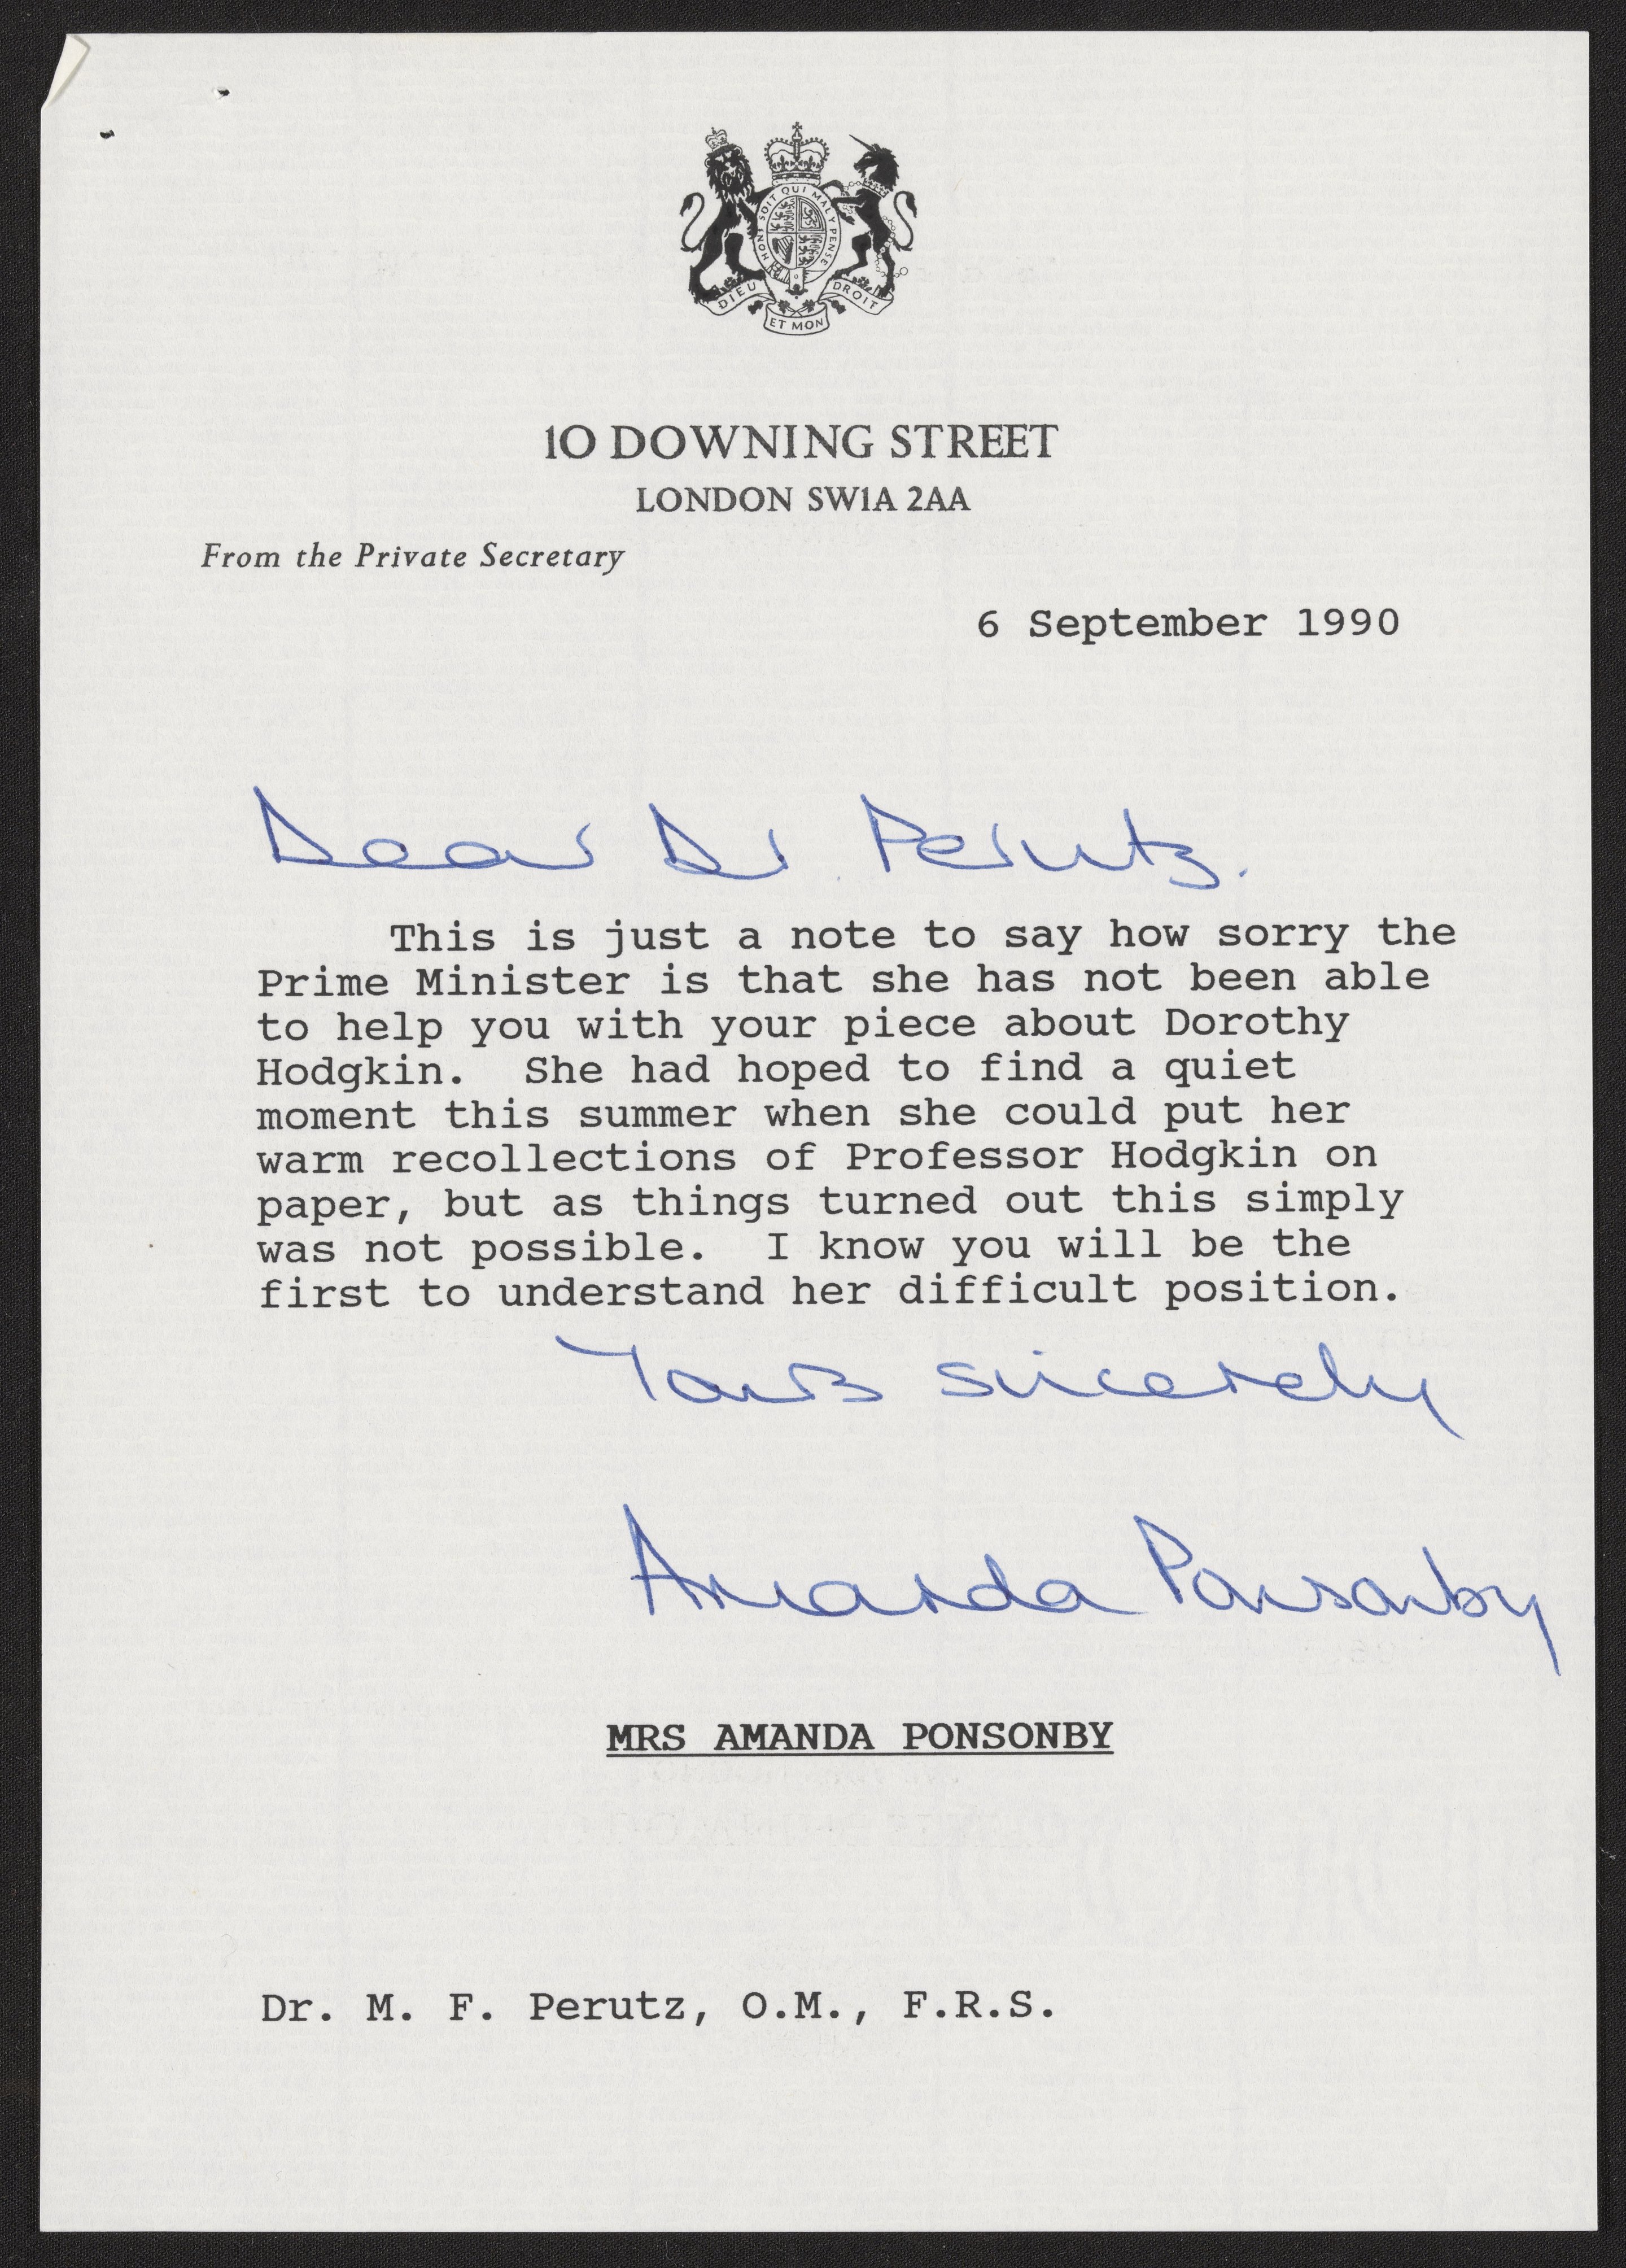 HONI SOIT QUI MAL Y PENSE
DIEU ET MON DROIT
10 DOWNING STREET
LONDON SW1A 2AA
From the Private Secretary
6 September 1990
Dear Dr Perutz.
This is just a note to say how sorry the
Prime Minister is that she has not been able
to help you with your piece about Dorothy
Hodgkin. She had hoped to find a quiet
moment this summer when she could put her
warm recollections of Professor Hodgkin on
paper, but as things turned out this simply
was not possible. I know you will be the
first to understand her difficult position.
Yours sincerely
Amanda Ponsonby
MRS AMANDA PONSONBY
Dr. M. F. Perutz, O.M., F.R.S.